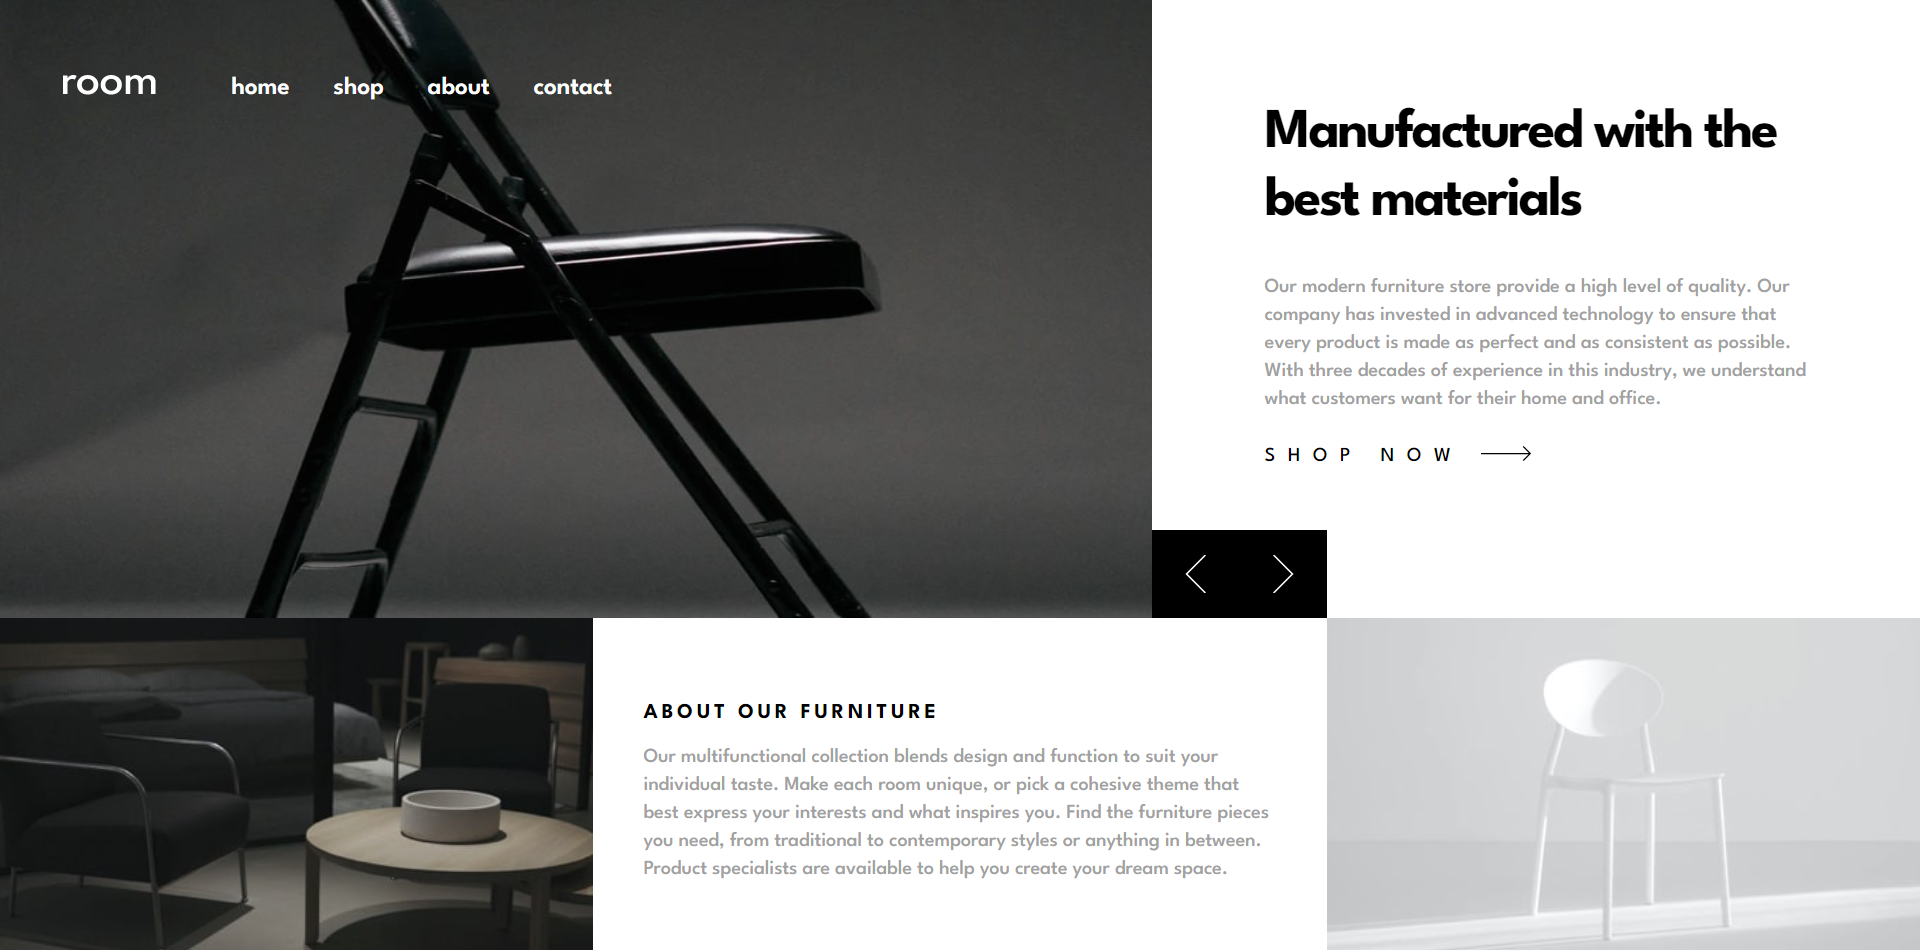 room
home
shop
about
contact
Manufactured with the
best materials
Our modern furniture store provide a high level of quality. Our
company has invested in advanced technology to ensure that
every product is made as perfect and as consistent as possible.
With three decades of experience in this industry, we understand
what customers want for their home and office.
SHOP NOW
ABOUT OUR FURNITURE
Our multifunctional collection blends design and function to suit your
individual taste. Make each room unique, or pick a cohesive theme that
best express your interests and what inspires you. Find the furniture pieces
you need, from traditional to contemporary styles or anything in between.
Product specialists are available to help you create your dream space.